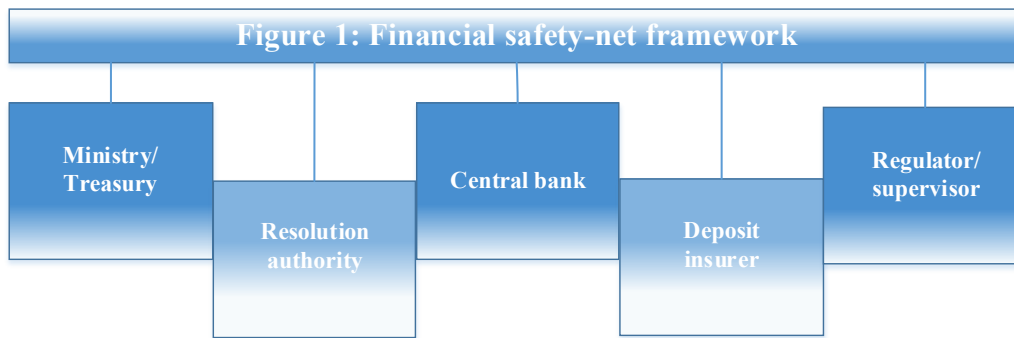 Figure 1: Financial safety-net framework
Ministry/
Treasury
Resolution
authority
Central bank
Deposit
insurer
Regulator/
supervisor